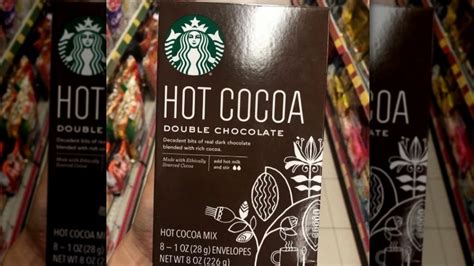 HOT COCOA
DOUBLE CHOCOLATE
Decadent bits of real dark chocolate
blended with rich cocoa.
Made with Ethically
Sourced Cocoa
add hot milk
and stir
HOT COCOA MIX
8 – 1 OZ (28 g) ENVELOPES
NET WT 8 OZ (226 g)